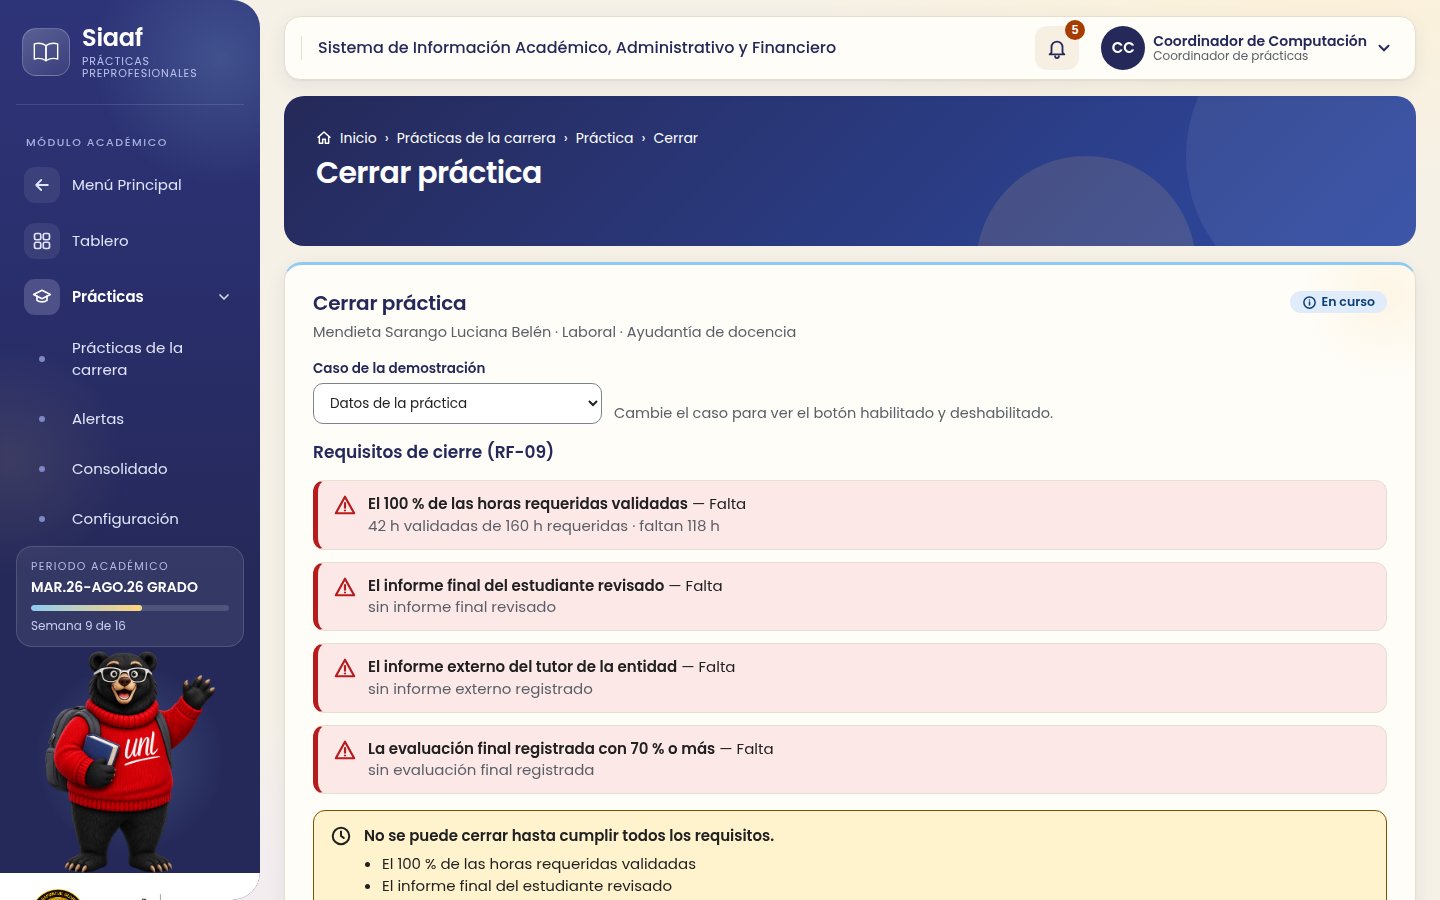 Siaaf
PRÁCTICAS
PREPROFESIONALES
MÓDULO ACADÉMICO
Menú Principal
Tablero
Prácticas
Prácticas de la
carrera
Alertas
Consolidado
Configuración
PERIODO ACADÉMICO
MAR.26-AGO.26 GRADO
Semana 9 de 16
unl
Sistema de Información Académico, Administrativo y Financiero
5
CC
Coordinador de Computación
Coordinador de prácticas
Inicio › Prácticas de la carrera › Práctica › Cerrar
Cerrar práctica
Cerrar práctica
En curso
Mendieta Sarango Luciana Belén · Laboral · Ayudantía de docencia
Caso de la demostración
Datos de la práctica
Cambie el caso para ver el botón habilitado y deshabilitado.
Requisitos de cierre (RF-09)
El 100 % de las horas requeridas validadas — Falta
42 h validadas de 160 h requeridas · faltan 118 h
El informe final del estudiante revisado — Falta
sin informe final revisado
El informe externo del tutor de la entidad — Falta
sin informe externo registrado
La evaluación final registrada con 70 % o más — Falta
sin evaluación final registrada
No se puede cerrar hasta cumplir todos los requisitos.
• El 100 % de las horas requeridas validadas
• El informe final del estudiante revisado